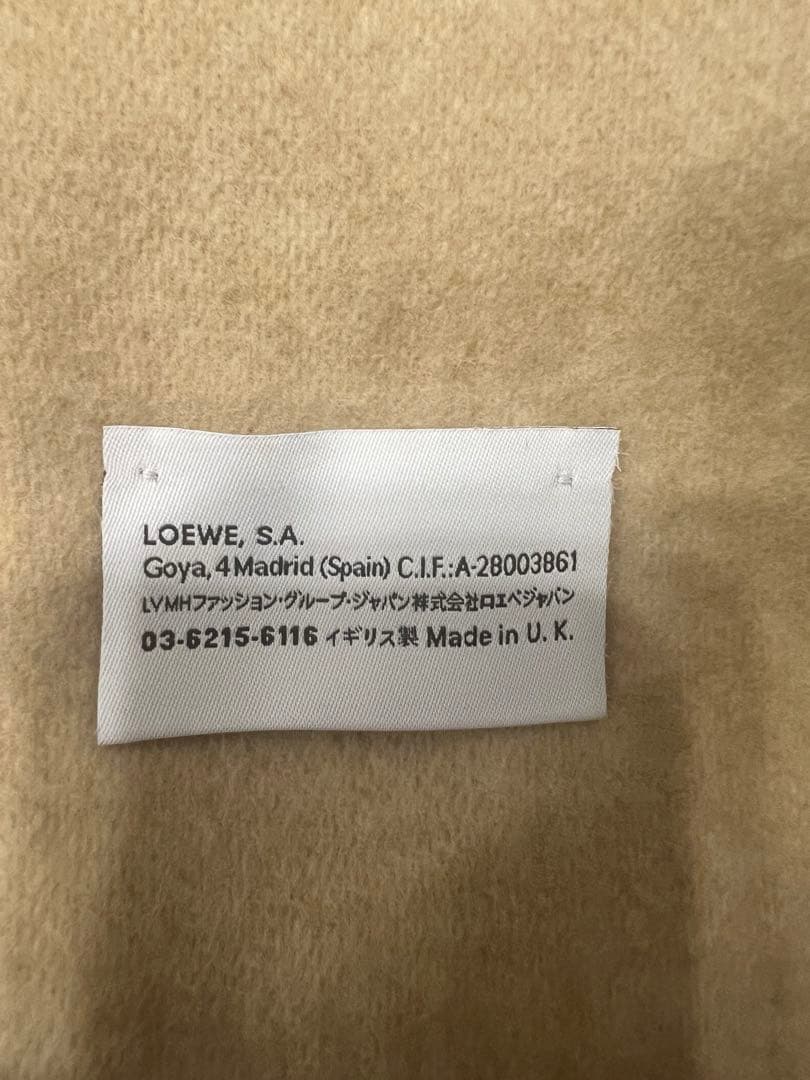 LOEWE, S.A.
Goya, 4 Madrid (Spain) C.I.F.:A-28003861
LVMHファッション・グループ・ジャパン株式会社ロエベジャパン
03-6215-6116 イギリス製 Made in U. K.